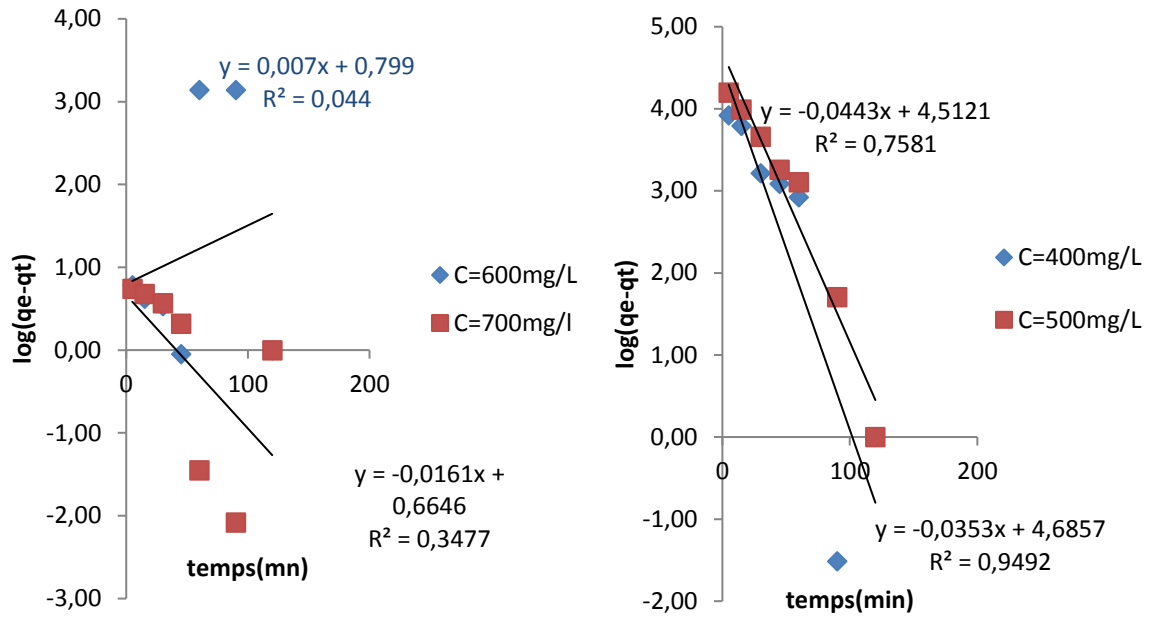 4,00
3,00
2,00
1,00
0,00
-1,00
-2,00
-3,00
0
100
200
log(qe-qt)
temps(mn)
y = 0,007x + 0,799
R² = 0,044
y = -0,0161x +
0,6646
R² = 0,3477
C=600mg/L
C=700mg/l
5,00
4,00
3,00
2,00
1,00
0,00
-1,00
-2,00
0
100
200
log(qe-qt)
temps(min)
y = -0,0443x + 4,5121
R² = 0,7581
y = -0,0353x + 4,6857
R² = 0,9492
C=400mg/L
C=500mg/L